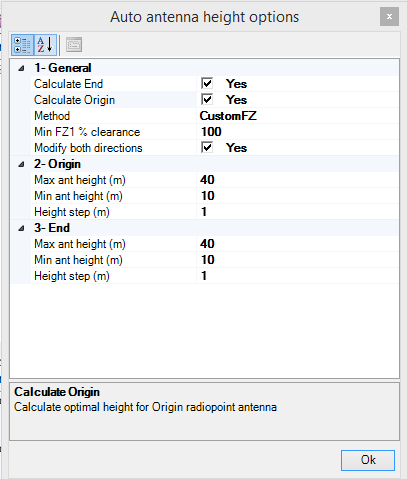 Auto antenna height options
x
A
Z
1- General
Calculate End Yes
Calculate Origin Yes
Method CustomFZ
Min FZ1 % clearance 100
Modify both directions Yes
2- Origin
Max ant height (m) 40
Min ant height (m) 10
Height step (m) 1
3- End
Max ant height (m) 40
Min ant height (m) 10
Height step (m) 1
Calculate Origin
Calculate optimal height for Origin radiopoint antenna
Ok